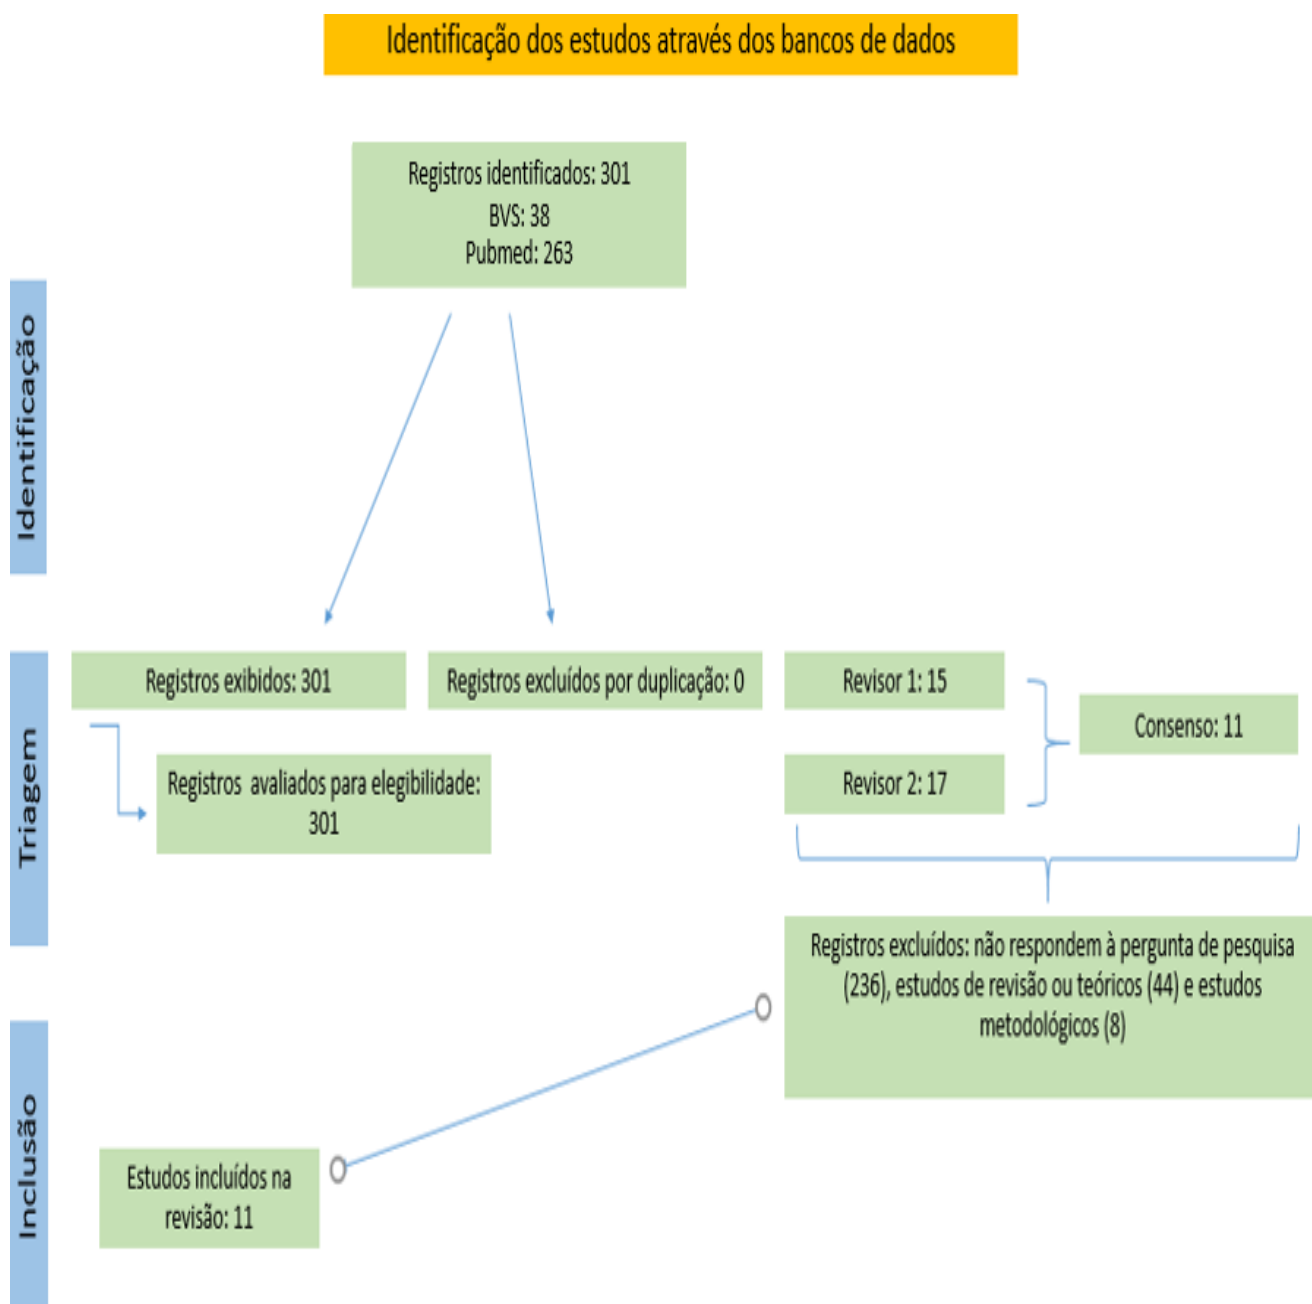 Identificação dos estudos através dos bancos de dados
Registros identificados: 301
BVS: 38
Pubmed: 263
Identificação
Registros exibidos: 301
Registros excluídos por duplicação: 0
Revisor 1: 15
Consenso: 11
Triagem
Registros avaliados para elegibilidade:
301
Revisor 2: 17
Registros excluídos: não respondem à pergunta de pesquisa
(236), estudos de revisão ou teóricos (44) e estudos
metodológicos (8)
Inclusão
Estudos incluídos na
revisão: 11